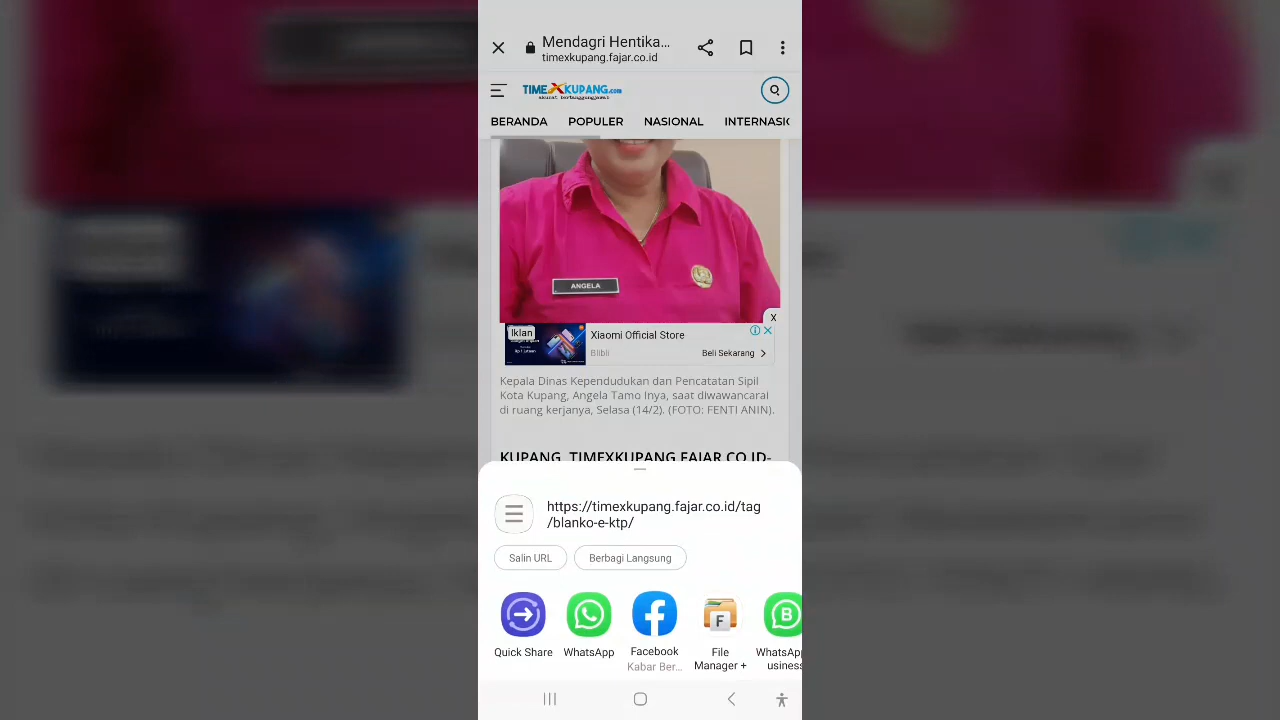 Mendagri Hentika...
timexkupang.fajar.co.id
TIMEXKUPANG.com
akurat bertanggungjawab
BERANDA POPULER NASIONAL INTERNASIO
ANGELA
X
Iklan
Xiaomi Official Store
Blibli
Beli Sekarang
Kepala Dinas Kependudukan dan Pencatatan Sipil
Kota Kupang, Angela Tamo Inya, saat diwawancarai
di ruang kerjanya, Selasa (14/2). (FOTO: FENTI ANIN).
KUPANG, TIMEXKUPANG.FAJAR.CO.ID-
https://timexkupang.fajar.co.id/tag
/blanko-e-ktp/
Salin URL Berbagi Langsung
F
B
Quick Share WhatsApp Facebook File WhatsApp
Kabar Ber... Manager + usiness